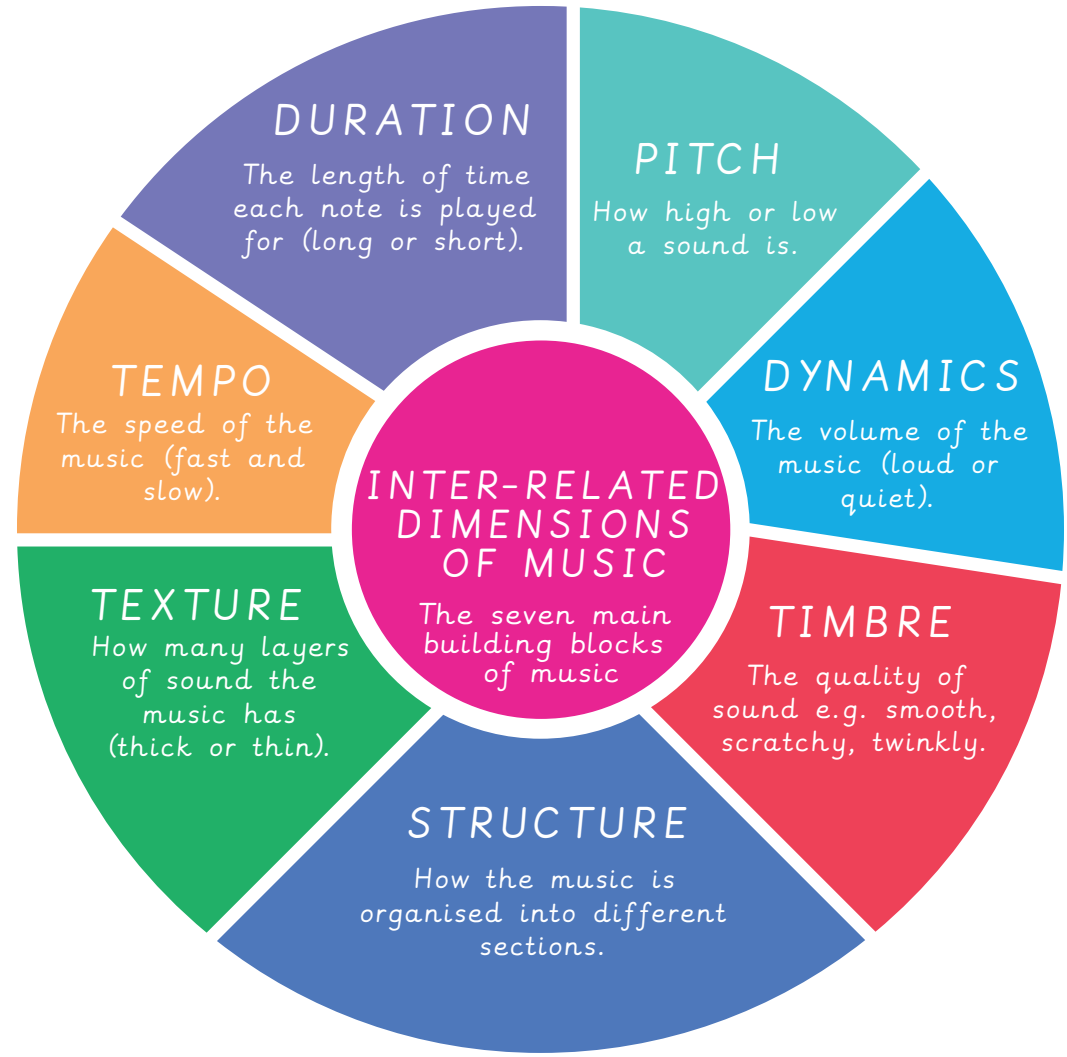 DURATION
The length of time
each note is played
for (long or short).
PITCH
How high or low
a sound is.
DYNAMICS
The volume of the
music (loud or
quiet).
TIMBRE
The quality of
sound e.g. smooth,
scratchy, twinkly.
STRUCTURE
How the music is
organised into different
sections.
TEXTURE
How many layers
of sound the
music has
(thick or thin).
TEMPO
The speed of the
music (fast and
slow).
INTER-RELATED
DIMENSIONS
OF MUSIC
The seven main
building blocks
of music